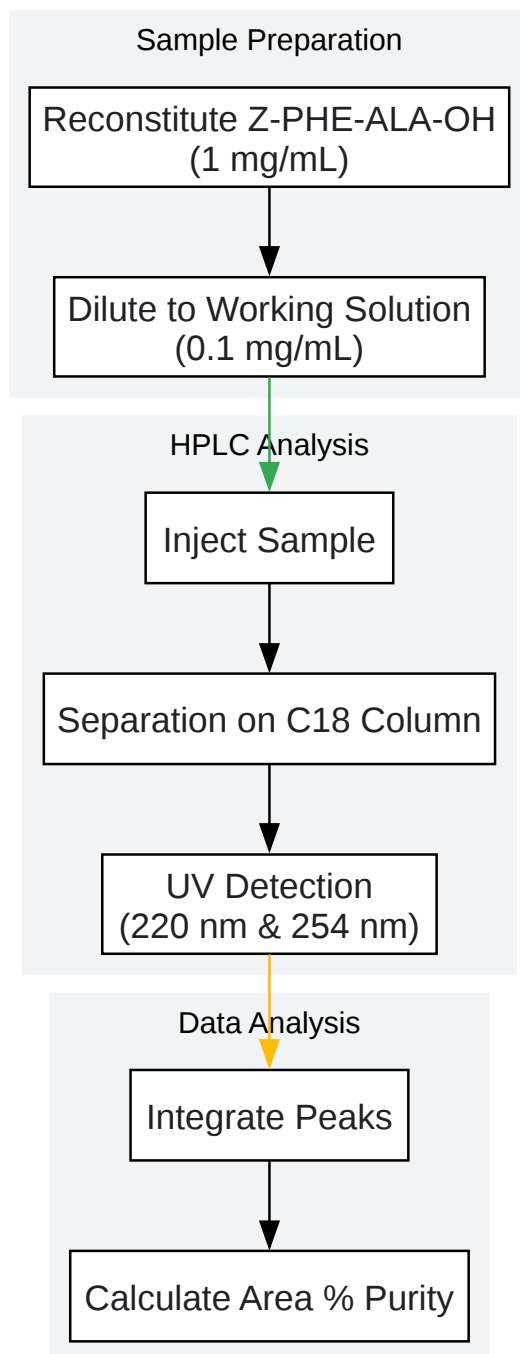 Sample Preparation
Reconstitute Z-PHE-ALA-OH
(1 mg/mL)
Dilute to Working Solution
(0.1 mg/mL)
HPLC Analysis
Inject Sample
Separation on C18 Column
UV Detection
(220 nm & 254 nm)
Data Analysis
Integrate Peaks
Calculate Area % Purity